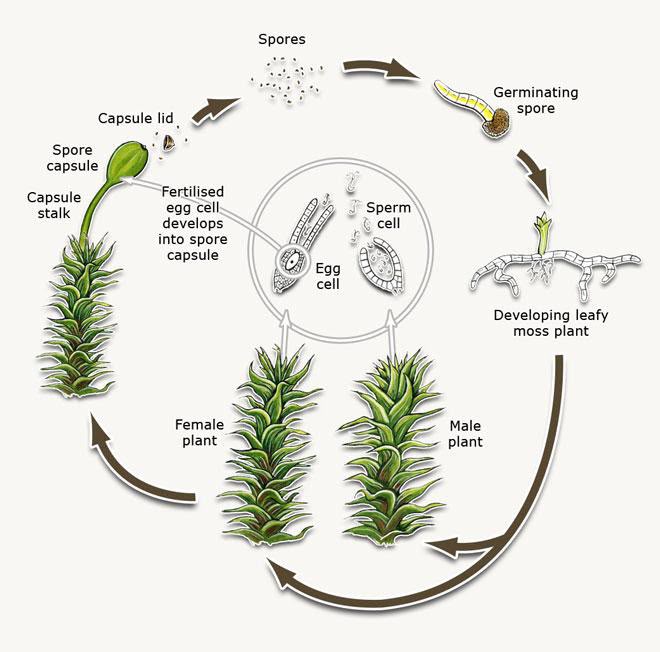 Spores
Germinating
spore
Capsule lid
Spore
capsule
Capsule
stalk
Fertilised
egg cell
develops
into spore
capsule
Sperm
cell
Egg
cell
Developing leafy
moss plant
Female
plant
Male
plant